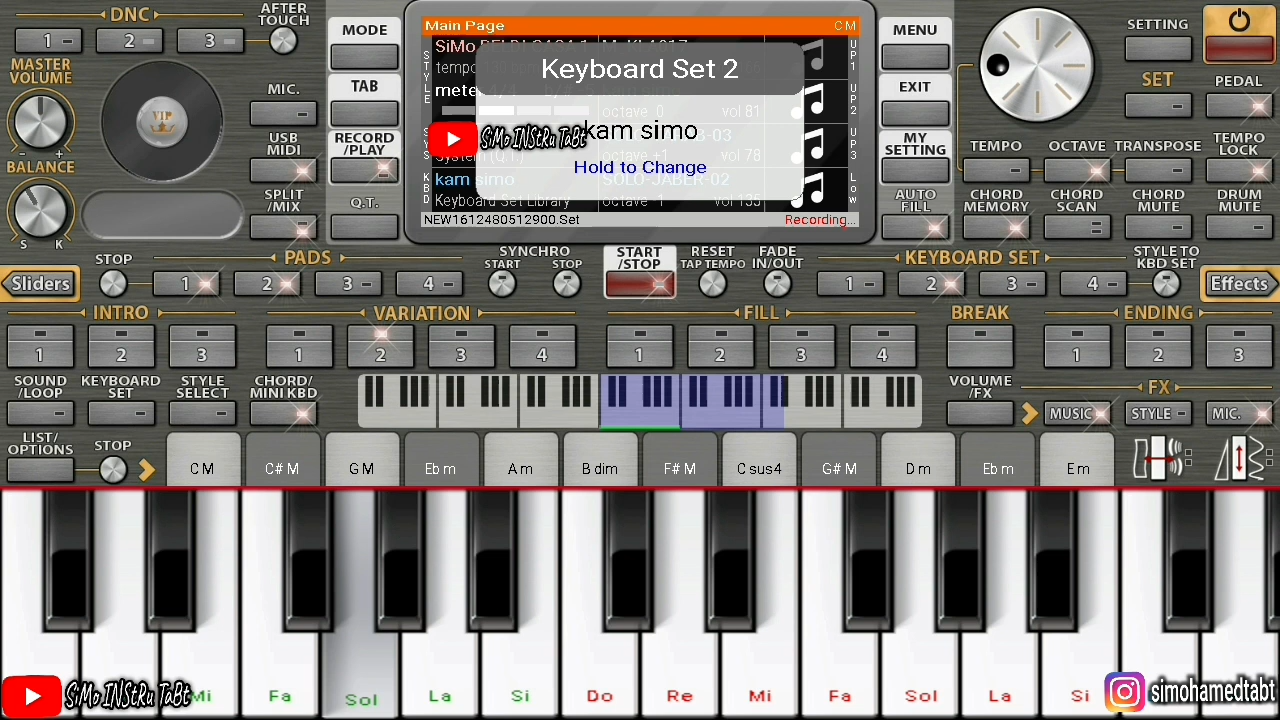 DNC
AFTER TOUCH
1 2 3
MASTER VOLUME
BALANCE
S K
VIP
MIC.
USB MIDI
SPLIT /MIX
MODE
TAB
RECORD /PLAY
Q.T.
Main Page
C M
STYLE
UP1
UP2
UP3
Low
KBD
Keyboard Set 2
kam simo
Hold to Change
SiMo INStRu TaBt
octave 0
vol 81
System (Q.T.)
octave +1
vol 78
kam simo
SOLO-JABER-02
Keyboard Set Library
octave -1
vol 135
NEW1612480512900.Set
Recording...
MENU
EXIT
MY SETTING
AUTO FILL
SETTING
SET
PEDAL
TEMPO
OCTAVE
TRANSPOSE
TEMPO LOCK
CHORD MEMORY
CHORD SCAN
CHORD MUTE
DRUM MUTE
Sliders
STOP
PADS
1 2 3 4
SYNCHRO
START
STOP
START /STOP
RESET
TAP TEMPO
FADE IN/OUT
KEYBOARD SET
1 2 3 4
STYLE TO KBD SET
Effects
INTRO
1 2 3
VARIATION
1 2 3 4
FILL
1 2 3 4
BREAK
ENDING
1 2 3
SOUND /LOOP
KEYBOARD SET
STYLE SELECT
CHORD/ MINI KBD
VOLUME /FX
FX
MUSIC
STYLE
MIC.
LIST/ OPTIONS
STOP
C M
C# M
G M
Eb m
A m
B dim
F# M
C sus4
G# M
D m
Eb m
E m
SiMo INStRu TaBt
Mi
Fa
Sol
La
Si
Do
Re
Mi
Fa
Sol
La
Si
simohamedtabt